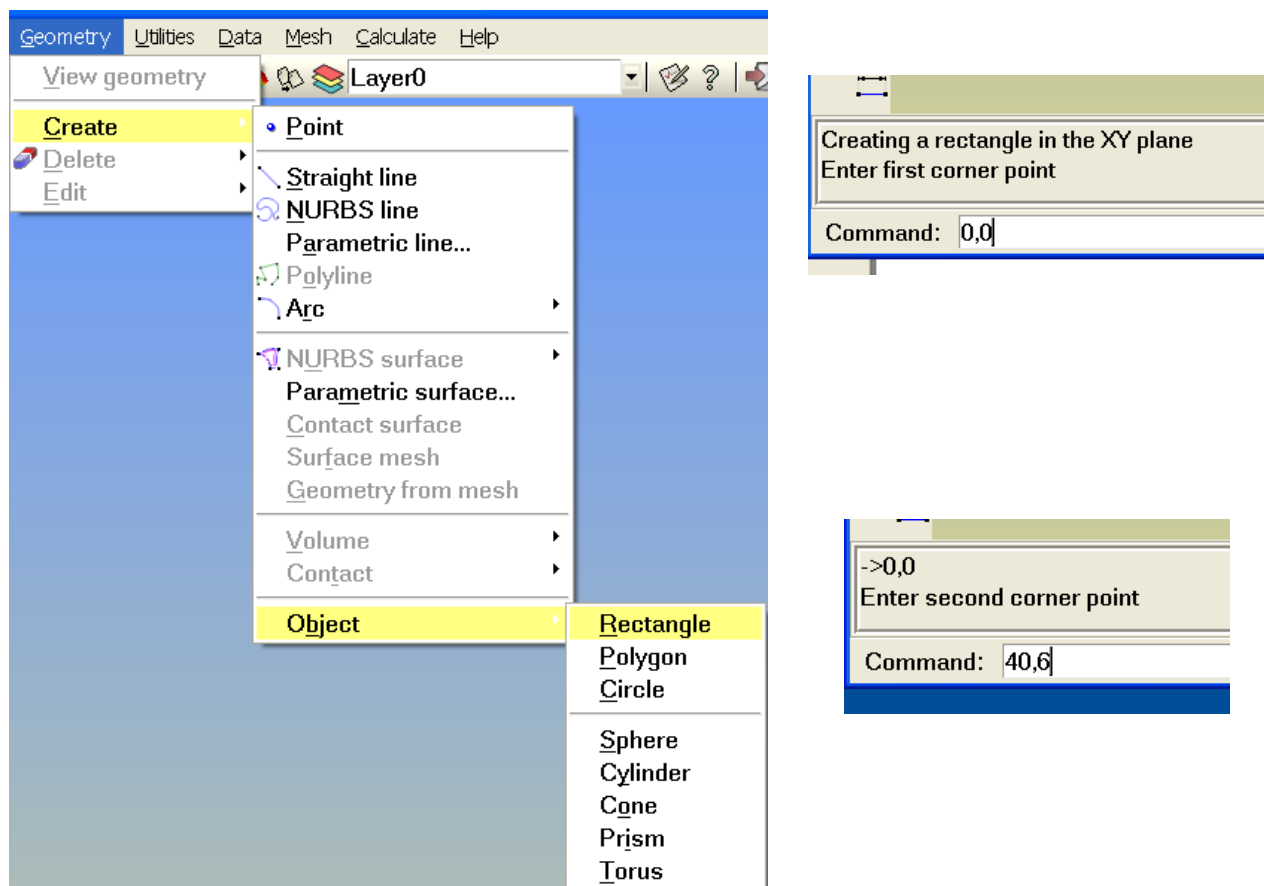 Geometry Utilities Data Mesh Calculate Help
View geometry
Layer0
Create
Delete
Edit
Point
Straight line
NURBS line
Parametric line...
Polyline
Arc
NURBS surface
Parametric surface...
Contact surface
Surface mesh
Geometry from mesh
Volume
Contact
Object
Rectangle
Polygon
Circle
Sphere
Cylinder
Cone
Prism
Torus
Creating a rectangle in the XY plane
Enter first corner point
Command: 0,0
->0,0
Enter second corner point
Command: 40,6